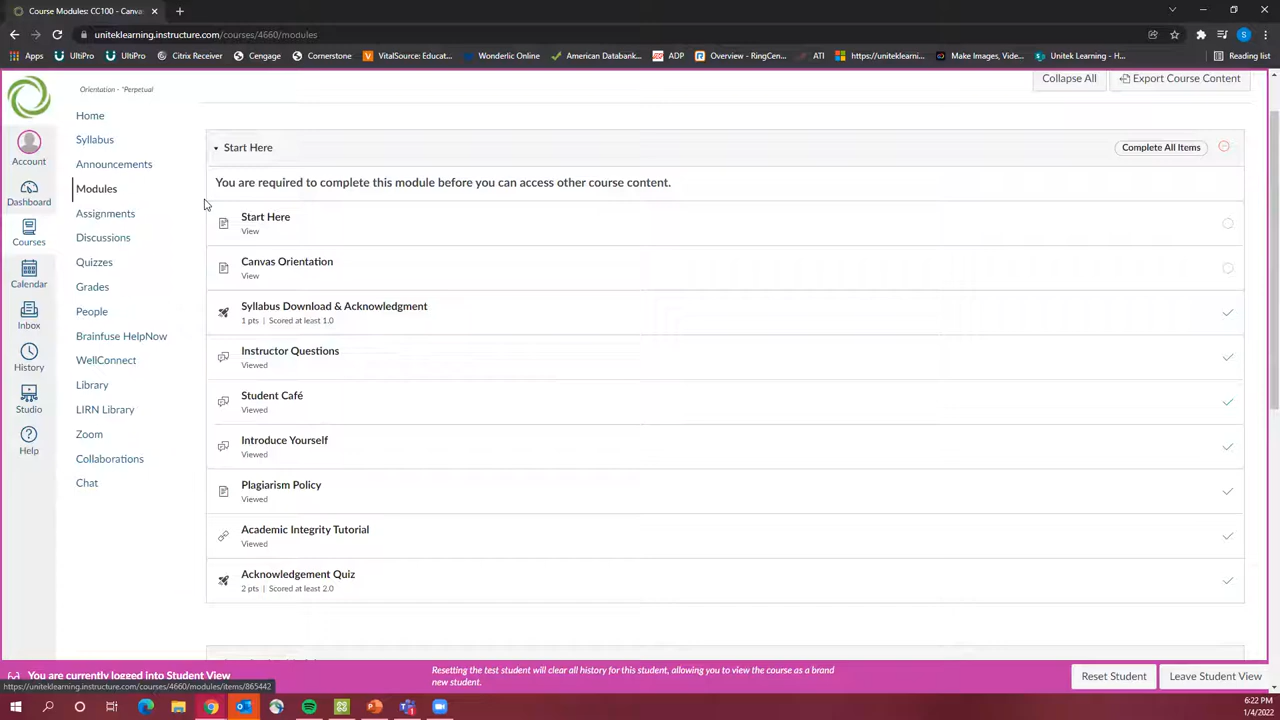 Course Modules: CC100 - Canva
uniteklearning.instructure.com/courses/4660/modules
Apps UltiPro UltiPro Citrix Receiver Cengage Cornerstone VitalSource: Educat... Wonderlic Online American Databank... ADP Overview - RingCen... ATI https://uniteklearn... Make Images, Videos... Unitek Learning -... Reading list
Orientation - "Perpetual
Collapse All
Export Course Content
Account
Dashboard
Courses
Calendar
Inbox
History
Studio
Help
Home
Syllabus
Announcements
Modules
Assignments
Discussions
Quizzes
Grades
People
Brainfuse HelpNow
WellConnect
Library
LIRN Library
Zoom
Collaborations
Chat
Start Here
Complete All Items
You are required to complete this module before you can access other course content.
Start Here
View
Canvas Orientation
View
Syllabus Download & Acknowledgment
1 pts | Scored at least 1.0
Instructor Questions
Viewed
Student Café
Viewed
Introduce Yourself
Viewed
Plagiarism Policy
Viewed
Academic Integrity Tutorial
Viewed
Acknowledgement Quiz
2 pts | Scored at least 2.0
You are currently logged into Student View
Resetting the test student will clear all history for this student, allowing you to view the course as a brand
new student.
Reset Student
Leave Student View
https://uniteklearning.instructure.com/courses/4660/modules/items/865442
6:22 PM
1/4/2022